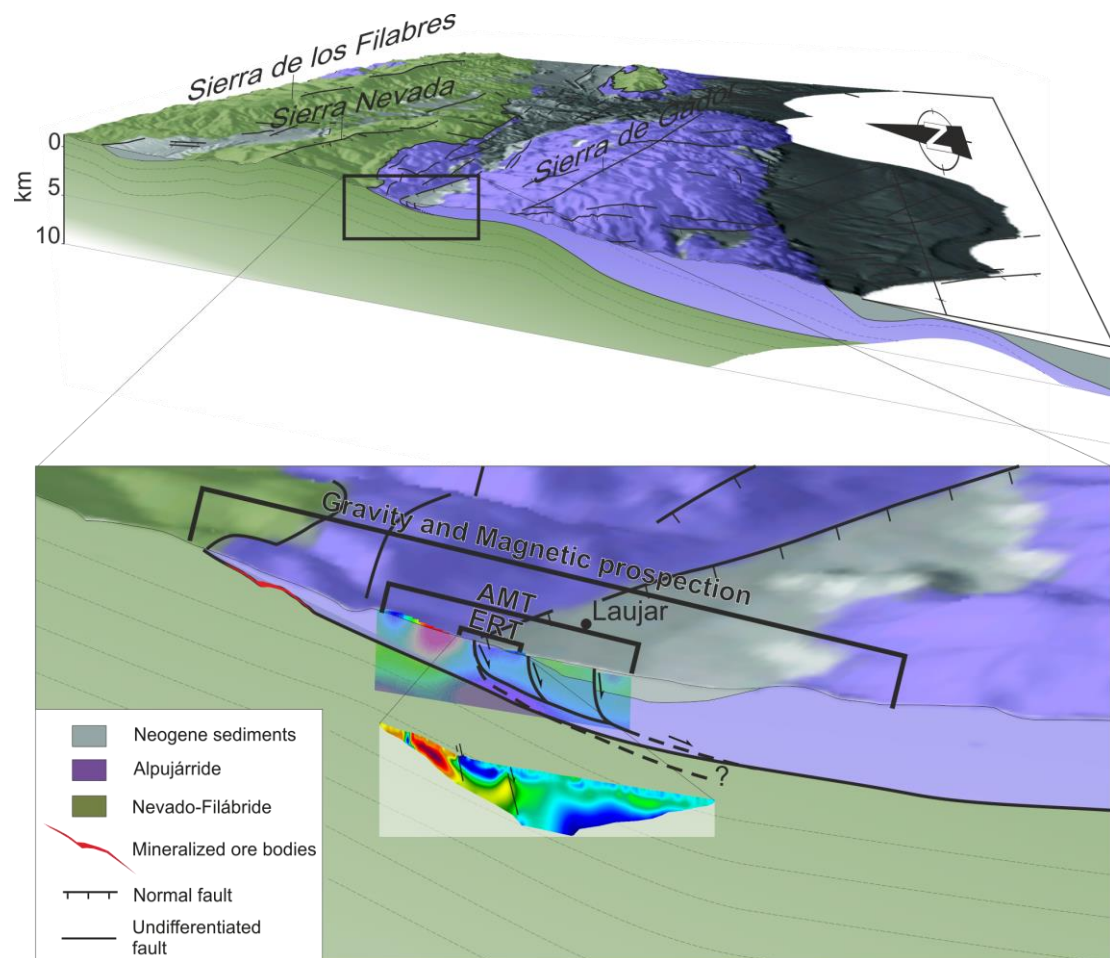 Sierra de los Filabres
Sierra Nevada
Sierra de Gádor
N
0
km
5
10
Gravity and Magnetic prospection
AMT
Laujar
ERT
?
Neogene sediments
Alpujárride
Nevado-Filábride
Mineralized ore bodies
Normal fault
Undifferentiated
fault